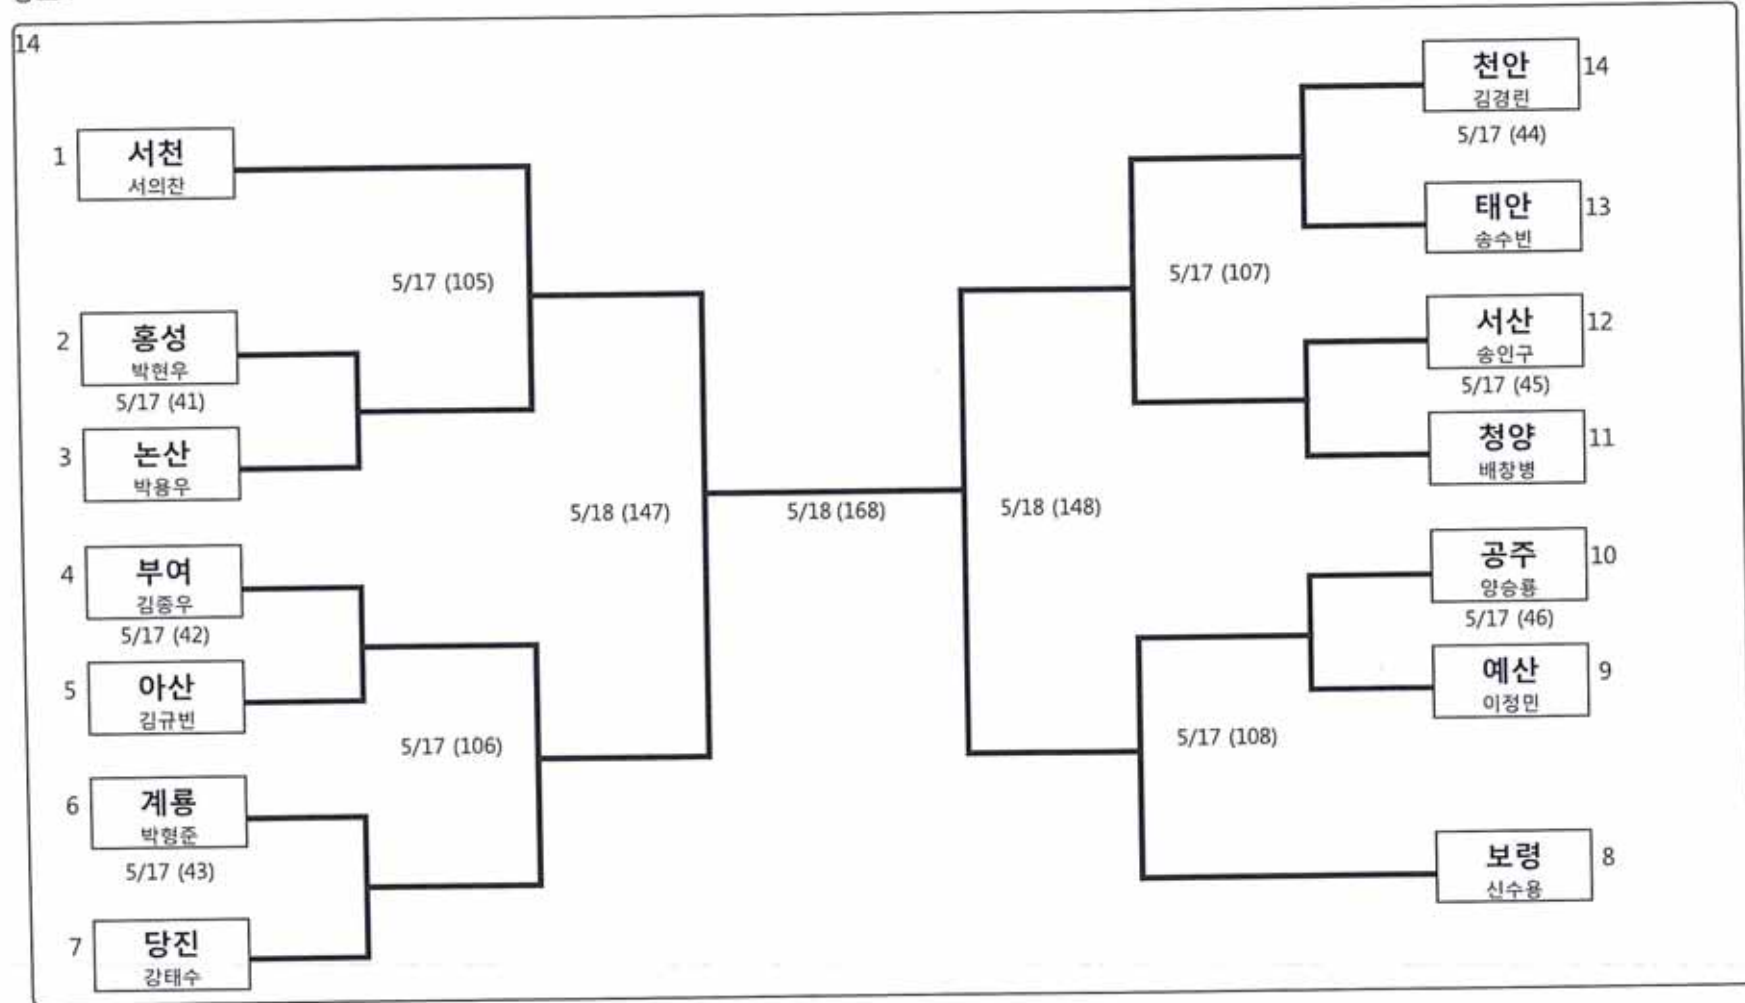 14
1
서천
서의찬
5/17 (105)
2
홍성
박현우
5/17 (41)
3
논산
박용우
5/18 (147)
4
부여
김종우
5/17 (42)
5
아산
김규빈
5/17 (106)
6
계룡
박형준
5/17 (43)
7
당진
강태수
5/18 (168)
천안
14
김경린
5/17 (44)
태안
13
송수빈
5/17 (107)
서산
12
송인구
5/17 (45)
청양
11
배창병
5/18 (148)
공주
10
양승룡
5/17 (46)
예산
9
이정민
5/17 (108)
보령
8
신수용